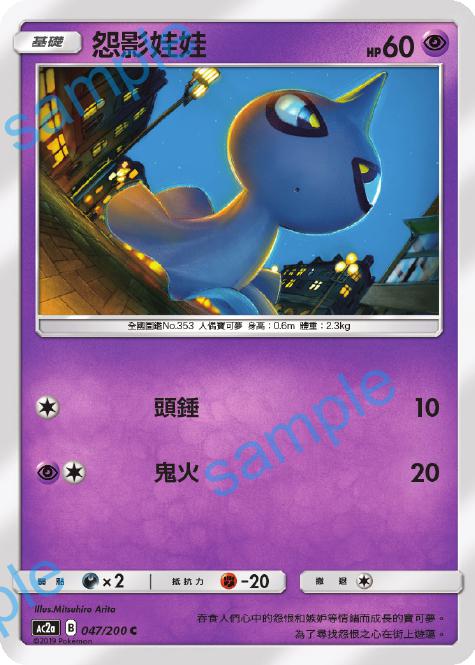 基礎 怨影娃娃 HP60
sample
全國圖鑑No.353 人偶寶可夢 身高：0.6m 體重：2.3kg
頭錘 10
sample
鬼火 20
弱點 ×2 抵抗力 -20 撤退
ple
Illus.Mitsuhiro Arita
AC2a B 047/200 C
©2019 Pokémon
吞食人們心中的怨恨和嫉妒等情緒而成長的寶可夢。
為了尋找怨恨之心在街上遊蕩。